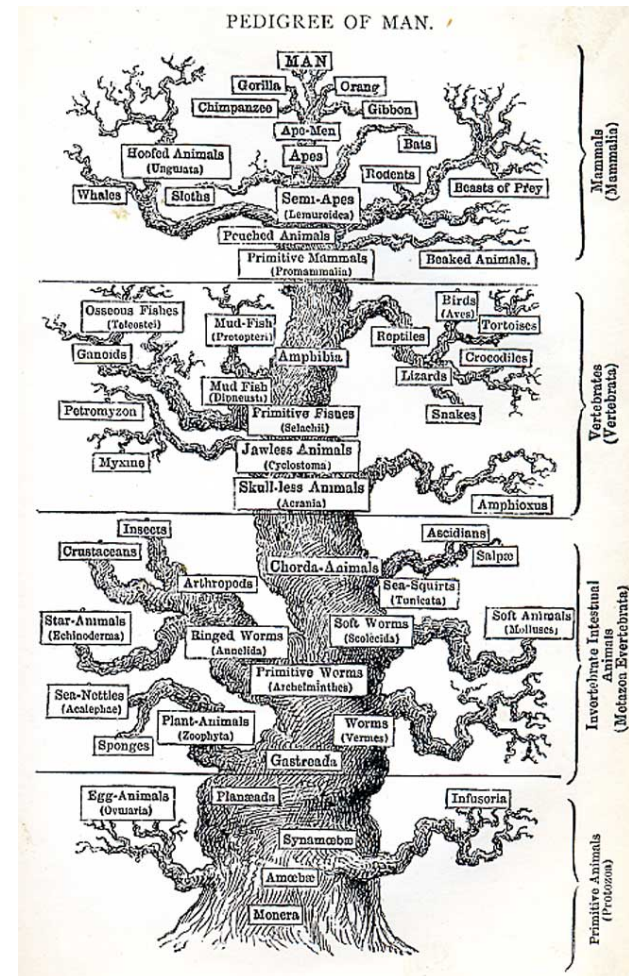 PEDIGREE OF MAN.
MAN
Gorilla
Orang
Chimpanzee
Gibbon
Ape-Men
Bats
Apes
Hoofed Animals
(Ungulata)
Rodents
Beasts of Prey
Whales
Sloths
Semi-Apes
(Lemuroidea)
Pouched Animals
Primitive Mammals
(Promammalia)
Beaked Animals.
Mammals
(Mammalia)
Osseous Fishes
(Teleostei)
Mud-Fish
(Protopteri)
Birds
(Aves)
Tortoises
Reptiles
Ganoids
Amphibia
Crocodiles
Lizards
Mud Fish
(Dipneusti)
Snakes
Petromyzon
Primitive Fishes
(Selachii)
Myxine
Jawless Animals
(Cyclostoma)
Skull-less Animals
(Acrania)
Amphioxus
Vertebrates
(Vertebrata)
Insects
Ascidians
Crustaceans
Salpæ
Chorda-Animals
Arthropods
Sea-Squirts
(Tunicata)
Star-Animals
(Echinoderma)
Ringed Worms
(Annelida)
Soft Worms
(Scolecida)
Soft Animals
(Molluscs)
Primitive Worms
(Archelminthes)
Sea-Nettles
(Acalephae)
Plant-Animals
(Zoophyta)
Worms
(Vermes)
Sponges
Gastreada
Invertebrate Intestinal
Animals
(Metazoa Evertebrata)
Egg-Animals
(Ovularia)
Planæada
Infusoria
Synamœbæ
Amœbæ
Monera
Primitive Animals
(Protozoa)